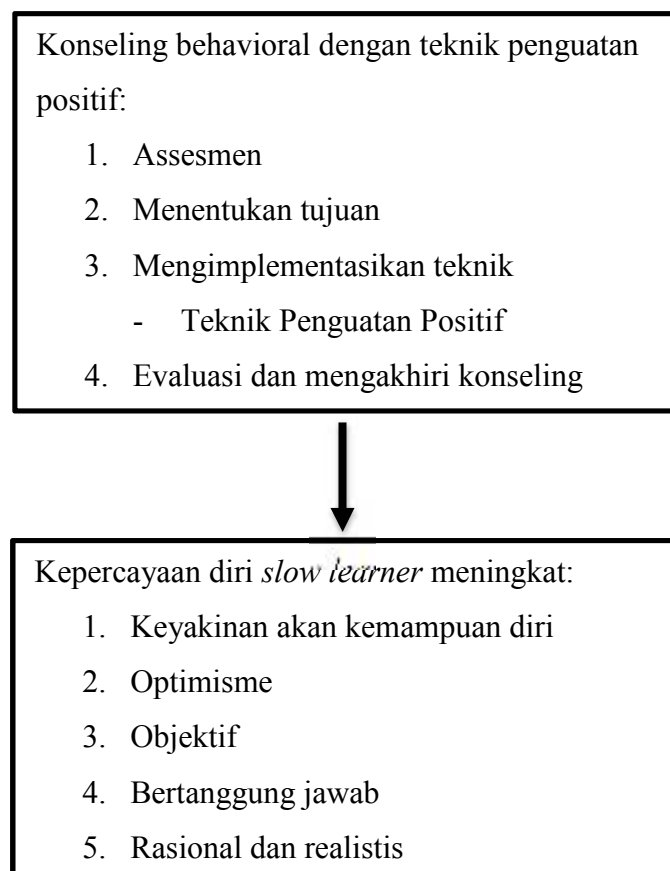 Konseling behavioral dengan teknik penguatan
positif:
1. Assesmen
2. Menentukan tujuan
3. Mengimplementasikan teknik
- Teknik Penguatan Positif
4. Evaluasi dan mengakhiri konseling
Kepercayaan diri slow learner meningkat:
1. Keyakinan akan kemampuan diri
2. Optimisme
3. Objektif
4. Bertanggung jawab
5. Rasional dan realistis